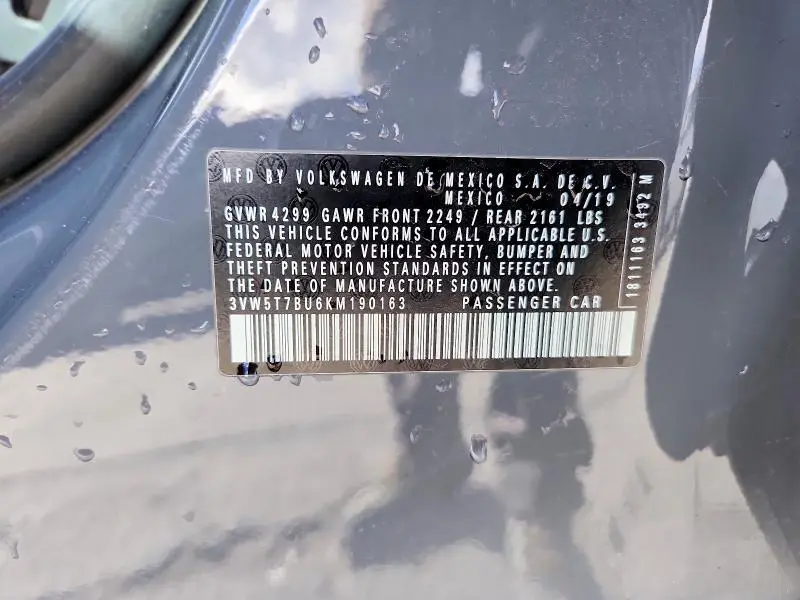 MFD BY VOLKSWAGEN DE MEXICO S.A. DE C.V.
MEXICO 04/19
GVWR 4299 GAWR FRONT 2249 / REAR 2161 LBS
THIS VEHICLE CONFORMS TO ALL APPLICABLE U.S.
FEDERAL MOTOR VEHICLE SAFETY, BUMPER AND
THEFT PREVENTION STANDARDS IN EFFECT ON
THE DATE OF MANUFACTURE SHOWN ABOVE.
3VW5T7BU6KM190163 PASSENGER CAR
1811163 3492 M